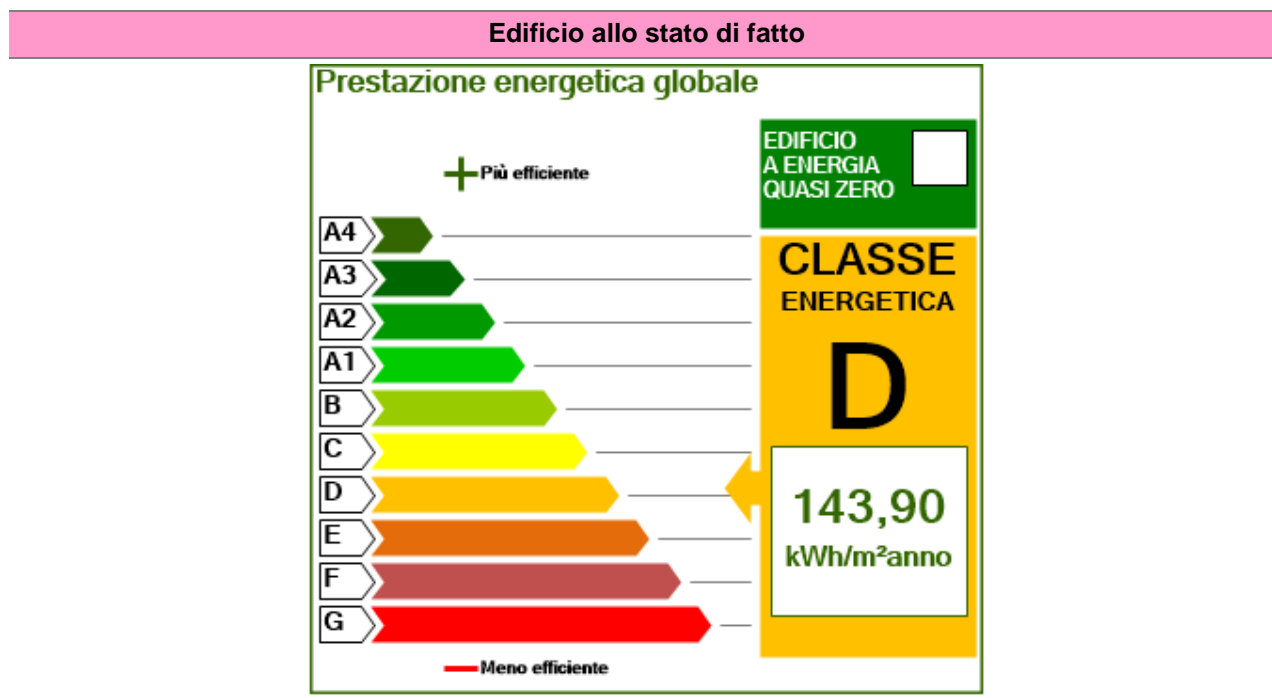 Edificio allo stato di fatto
Prestazione energetica globale
Più efficiente
EDIFICIO
A ENERGIA
QUASI ZERO
A4
A3
A2
A1
B
C
D
E
F
G
CLASSE
ENERGETICA
D
143,90
kWh/m²anno
Meno efficiente